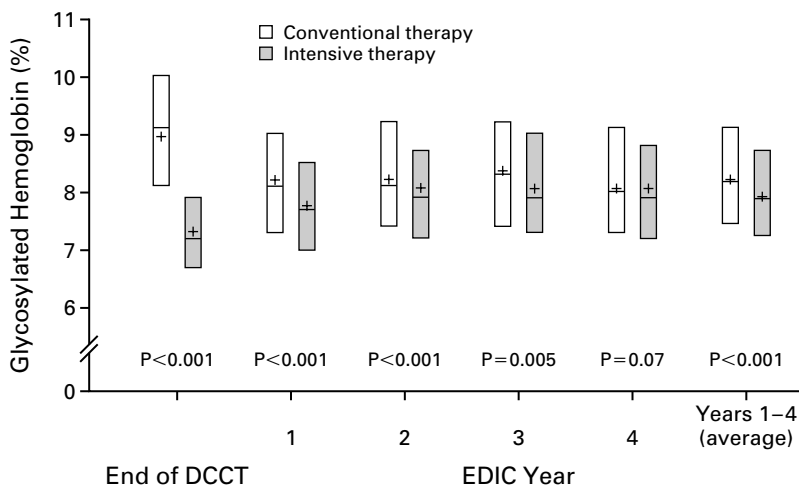 Glycosylated Hemoglobin (%)
11
10
9
8
7
6
0
Conventional therapy
Intensive therapy
P<0.001 P<0.001 P<0.001 P=0.005 P=0.07 P<0.001
1 2 3 4 Years 1–4
(average)
End of DCCT EDIC Year